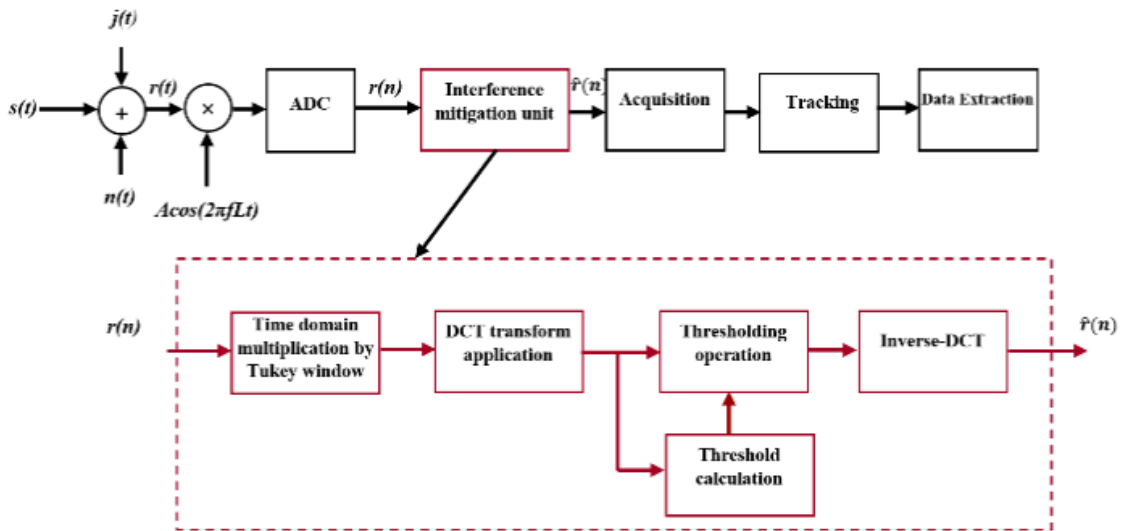 j(t)
s(t)
+
r(t)
×
n(t)
Acos(2πfLt)
ADC
r(n)
Interference
mitigation unit
r̂(n)
Acquisition
Tracking
Data Extraction
r(n)
Time domain
multiplication by
Tukey window
DCT transform
application
Thresholding
operation
Threshold
calculation
Inverse-DCT
r̂(n)